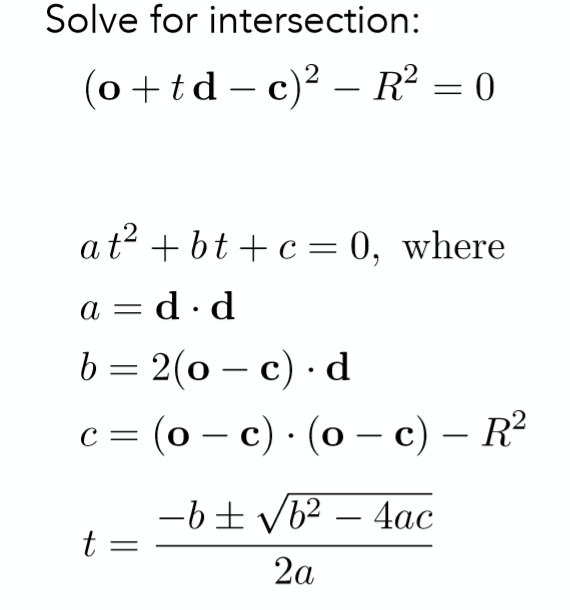 Solve for intersection:
(𝐨 + t 𝐝 − 𝐜)² − R² = 0
a t² + b t + c = 0, where
a = 𝐝 · 𝐝
b = 2(𝐨 − 𝐜) · 𝐝
c = (𝐨 − 𝐜) · (𝐨 − 𝐜) − R²
t = (−b ± √(b² − 4ac)) / 2a